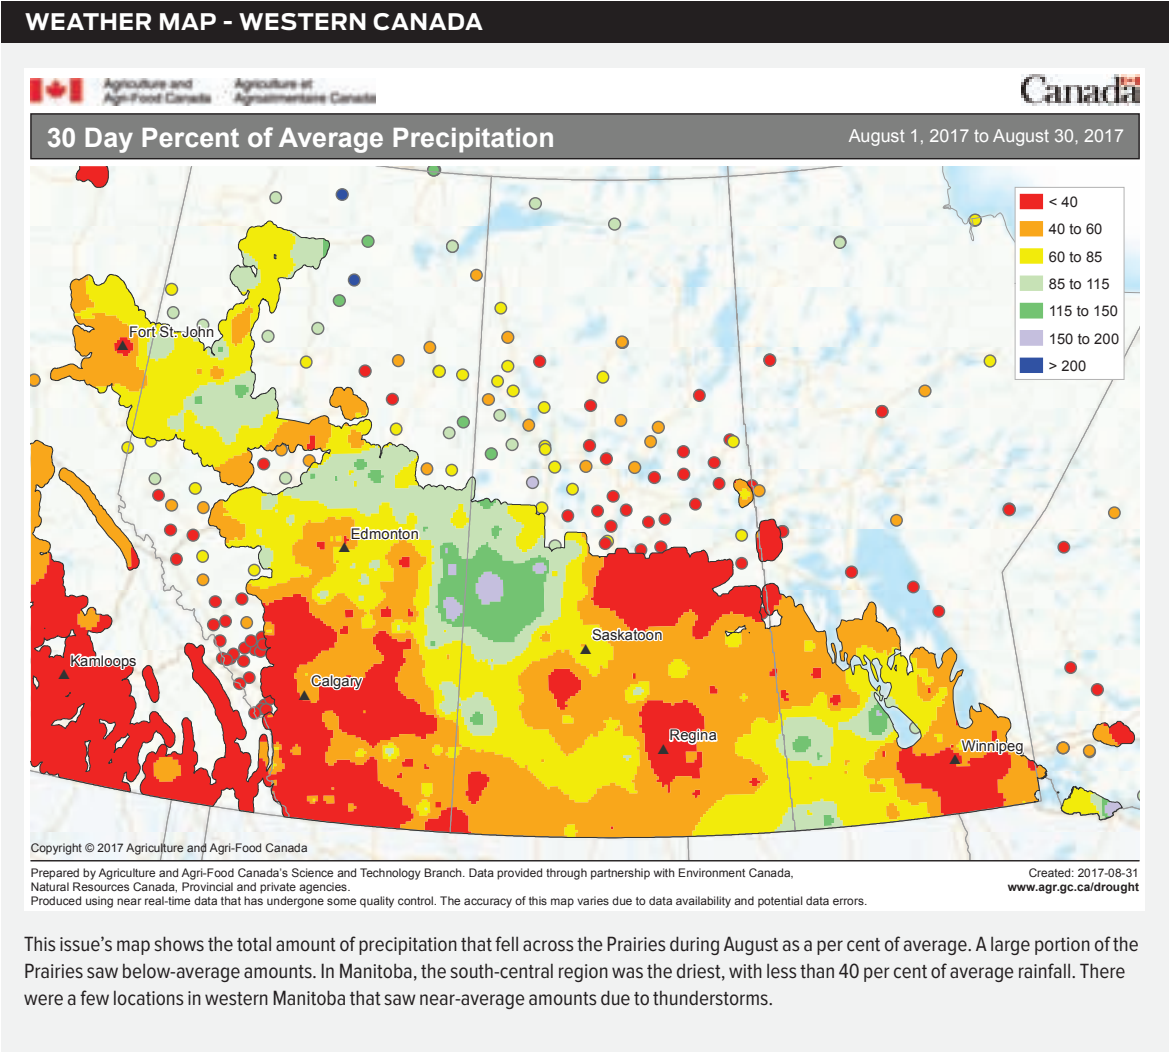 WEATHER MAP - WESTERN CANADA
Agriculture and Agriculture et
Agri-Food Canada Agroalimentaire Canada
Canada
30 Day Percent of Average Precipitation
August 1, 2017 to August 30, 2017
< 40
40 to 60
60 to 85
85 to 115
115 to 150
150 to 200
> 200
Fort St. John
Edmonton
Saskatoon
Kamloops
Calgary
Regina
Winnipeg
Copyright © 2017 Agriculture and Agri-Food Canada
Prepared by Agriculture and Agri-Food Canada's Science and Technology Branch. Data provided through partnership with Environment Canada,
Natural Resources Canada, Provincial and private agencies.
Produced using near real-time data that has undergone some quality control. The accuracy of this map varies due to data availability and potential data errors.
Created: 2017-08-31
www.agr.gc.ca/drought
This issue's map shows the total amount of precipitation that fell across the Prairies during August as a per cent of average. A large portion of the
Prairies saw below-average amounts. In Manitoba, the south-central region was the driest, with less than 40 per cent of average rainfall. There
were a few locations in western Manitoba that saw near-average amounts due to thunderstorms.